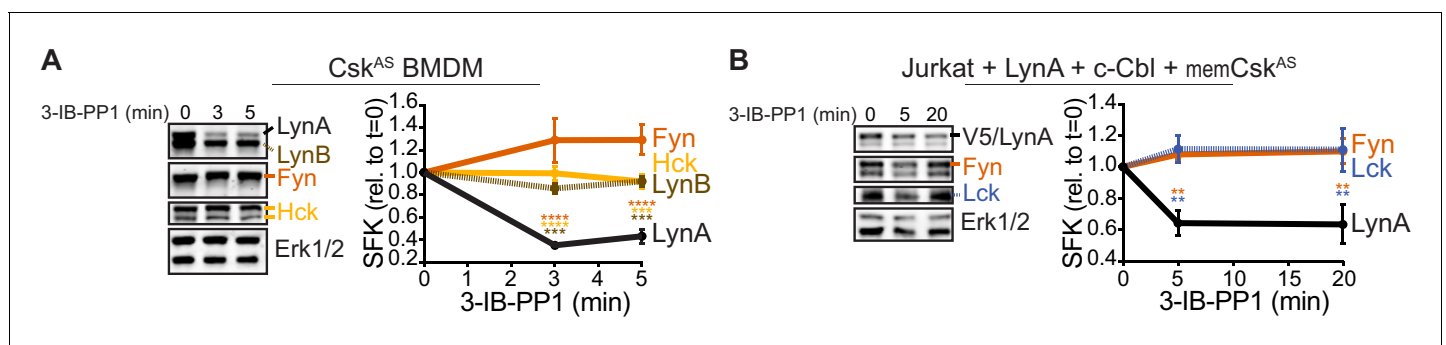 A
Csk^AS BMDM
3-IB-PP1 (min) 0 3 5
LynA
LynB
Fyn
Hck
Erk1/2
SFK (rel. to t=0)
1.6
1.4
1.2
1.0
0.8
0.6
0.4
0.2
Fyn
Hck
LynB
LynA
**** ****
**** ***
*** ***
0 1 2 3 4 5
3-IB-PP1 (min)
B
Jurkat + LynA + c-Cbl + memCsk^AS
3-IB-PP1 (min) 0 5 20
V5/LynA
Fyn
Lck
Erk1/2
SFK (rel. to t=0)
1.4
1.2
1.0
0.8
0.6
0.4
Fyn
Lck
LynA
** **
** **
0 5 10 15 20
3-IB-PP1 (min)